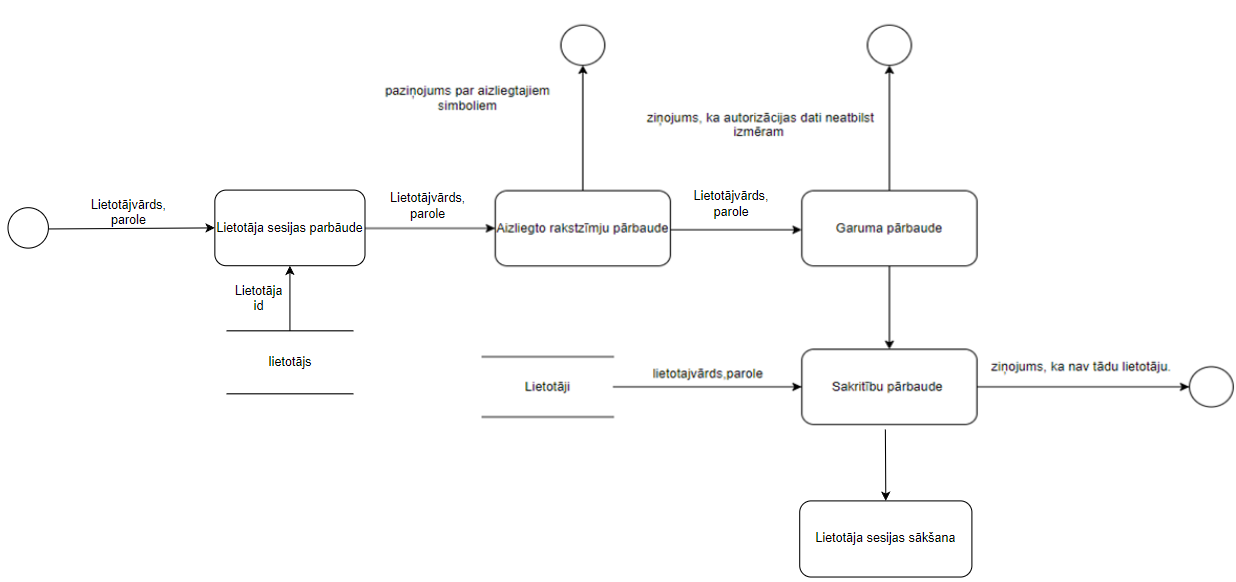 paziņojums par aizliegtajiem
simboliem
ziņojums, ka autorizācijas dati neatbilst
izmēram
Lietotājvārds,
parole
Lietotāja sesijas parbāude
Lietotājvārds,
parole
Aizliegto rakstzīmju pārbaude
Lietotājvārds,
parole
Garuma pārbaude
Lietotāja
id
lietotājs
Lietotāji
lietotajvārds,parole
Sakritību pārbaude
ziņojums, ka nav tādu lietotāju.
Lietotāja sesijas sākšana